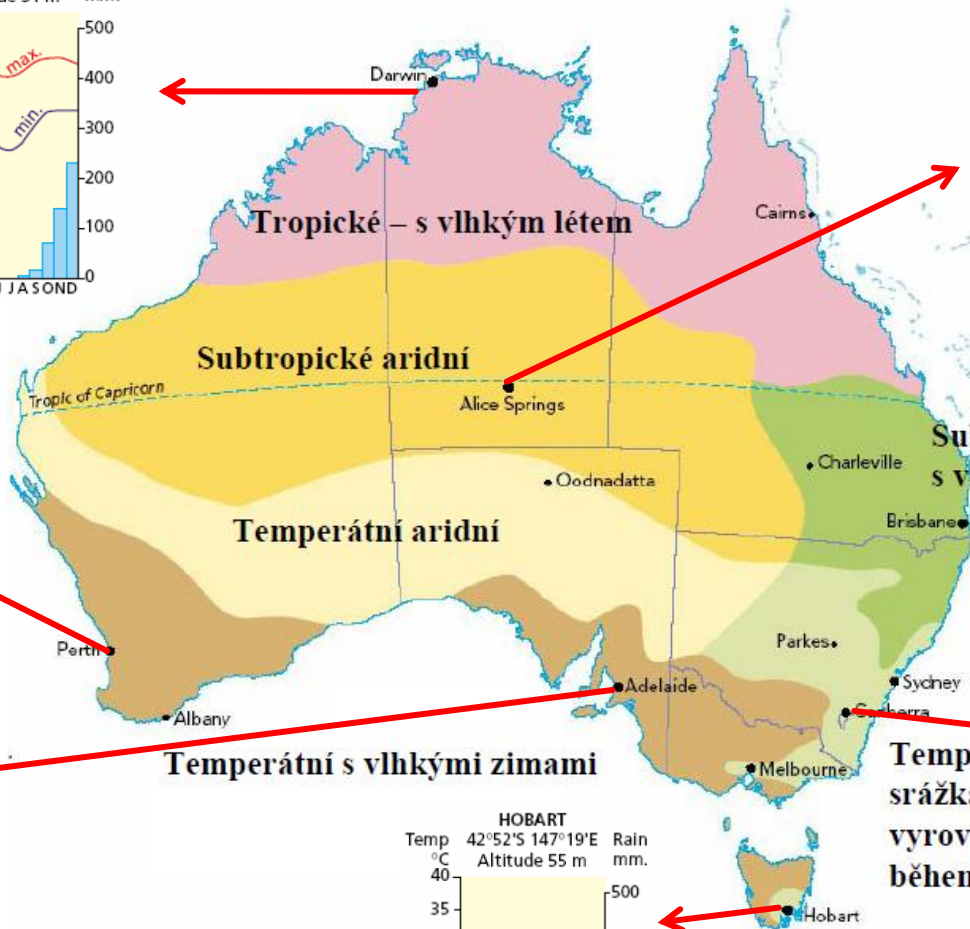 500
max.
400
300
min.
200
100
0
J A S O N D
Darwin
Cairns
Tropické – s vlhkým létem
Subtropické aridní
Tropic of Capricorn
Alice Springs
Charleville
s v
Oodnadatta
Brisbane
Temperátní aridní
Parkes
Perth
Sydney
Adelaide
Canberra
Albany
Temperátní s vlhkými zimami
Melbourne
HOBART
Temp 42°52'S 147°19'E Rain
°C Altitude 55 m mm.
40
500
35
Hobart